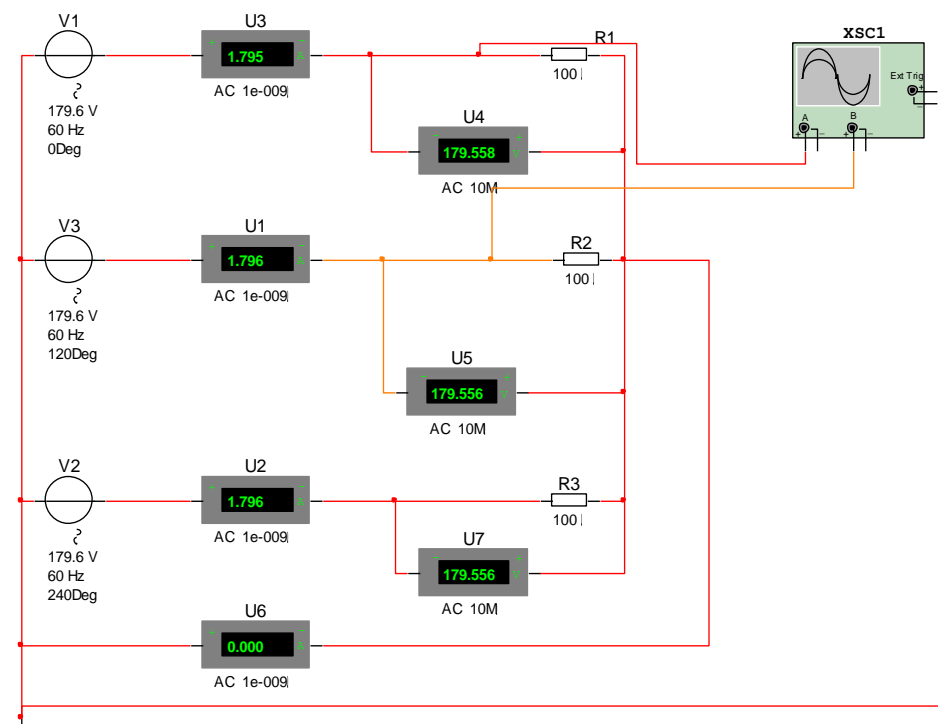 V1
U3
R1
XSC1
1.795
Ext Trig
100
AC 1e-009
179.6 V
60 Hz
0Deg
U4
A
B
179.558
AC 10M
V3
U1
R2
1.796
100
AC 1e-009
179.6 V
60 Hz
120Deg
U5
179.556
AC 10M
V2
U2
R3
1.796
100
AC 1e-009
179.6 V
60 Hz
240Deg
U7
179.556
AC 10M
U6
0.000
AC 1e-009